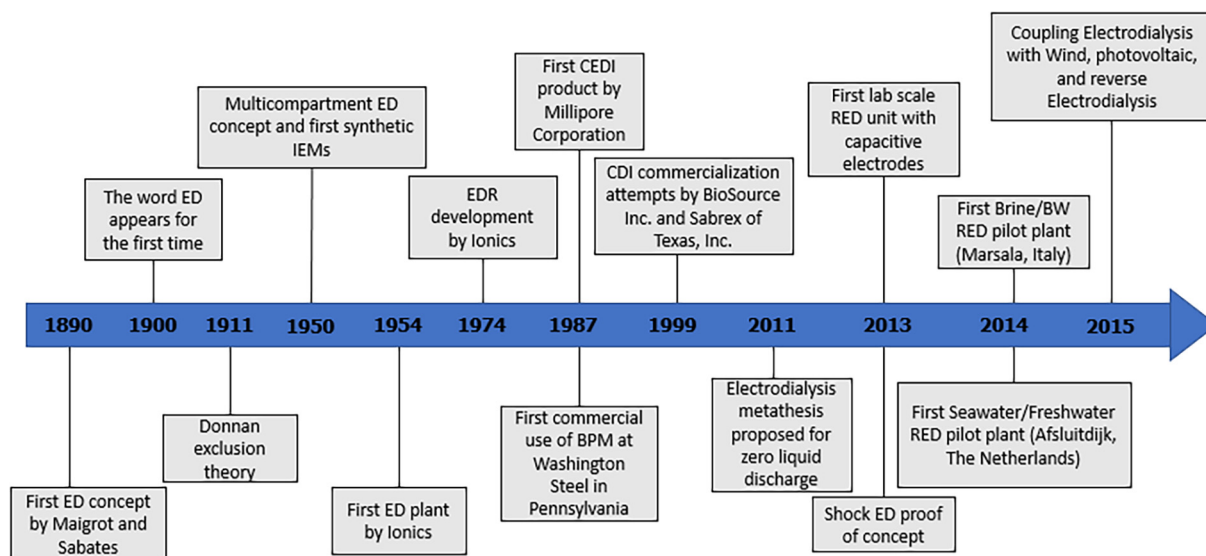 Coupling Electrodialysis
with Wind, photovoltaic,
and reverse
Electrodialysis
First CEDI
product by
Millipore
Corporation
First lab scale
RED unit with
capacitive
electrodes
Multicompartment ED
concept and first synthetic
IEMs
CDI commercialization
attempts by BioSource
Inc. and Sabrex of
Texas, Inc.
The word ED
appears for
the first time
EDR
development
by Ionics
First Brine/BW
RED pilot plant
(Marsala, Italy)
1890 1900 1911 1950 1954 1974 1987 1999 2011 2013 2014 2015
First ED concept
by Maigrot and
Sabates
Donnan
exclusion
theory
First ED plant
by Ionics
First commercial
use of BPM at
Washington
Steel in
Pennsylvania
Electrodialysis
metathesis
proposed for
zero liquid
discharge
Shock ED proof
of concept
First Seawater/Freshwater
RED pilot plant (Afsluitdijk,
The Netherlands)